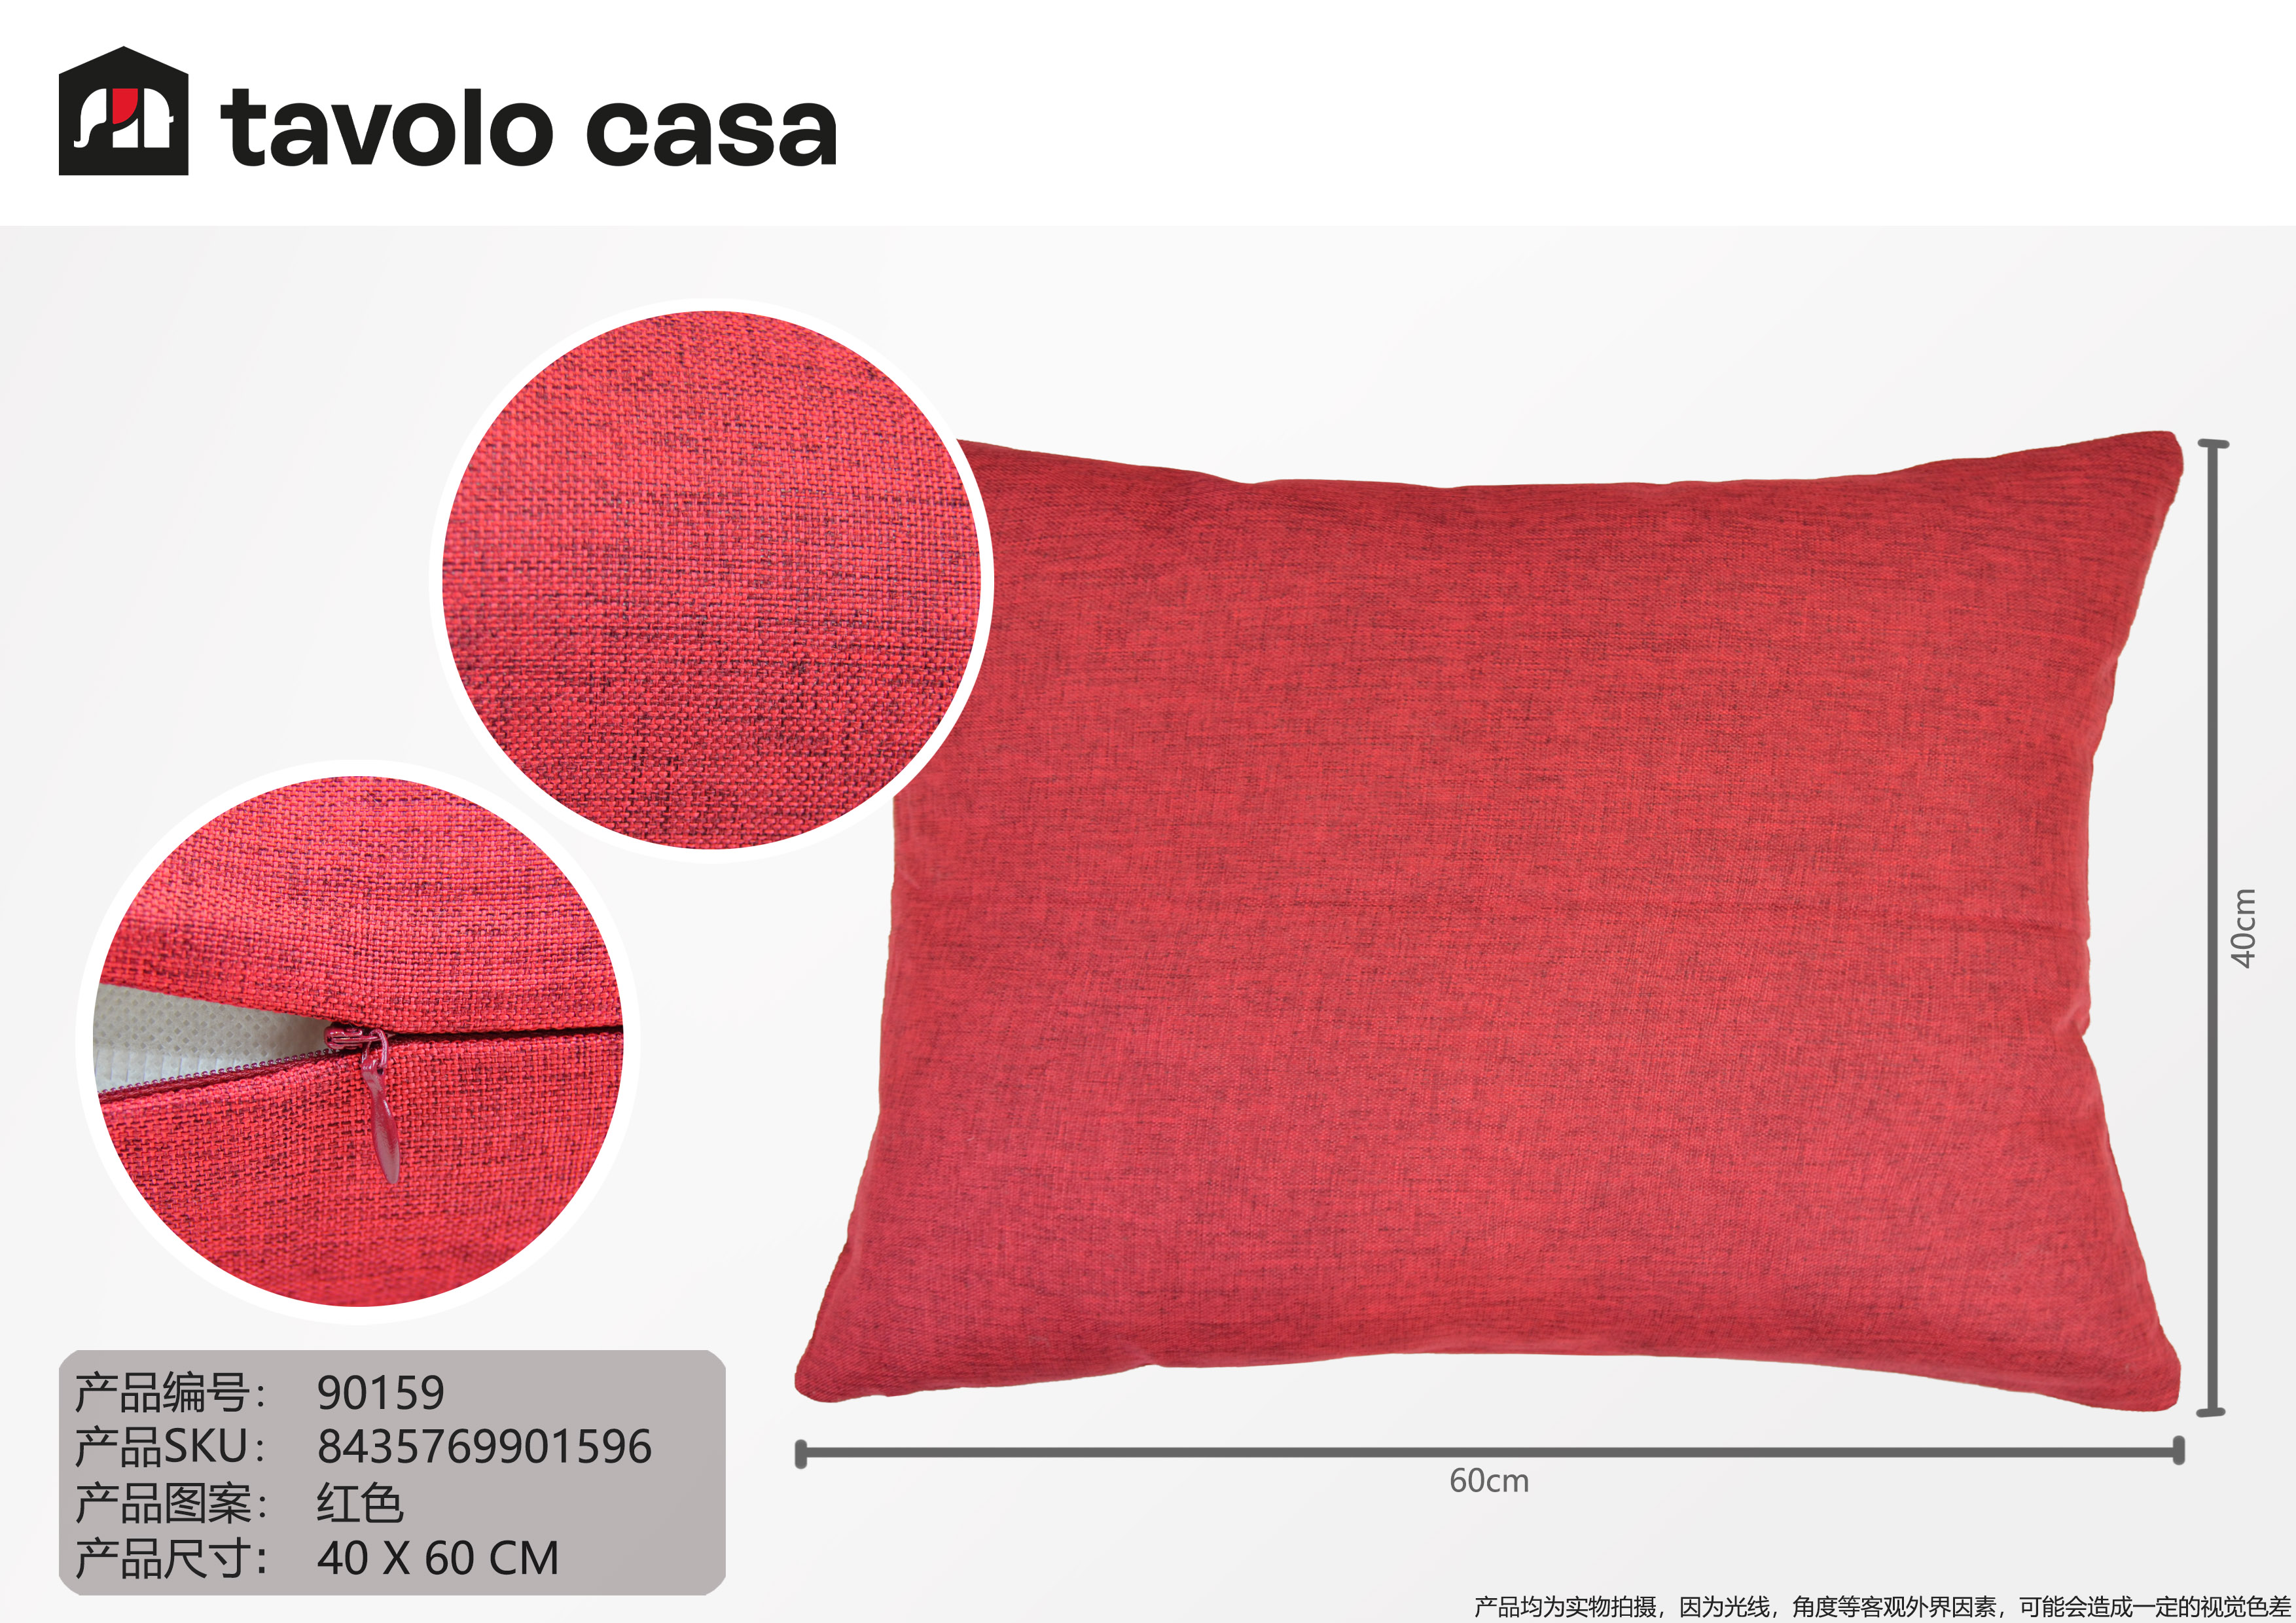 tavolo casa
40cm
60cm
产品编号： 90159
产品SKU： 8435769901596
产品图案： 红色
产品尺寸： 40 X 60 CM
产品均为实物拍摄，因为光线，角度等客观外界因素，可能会造成一定的视觉色差